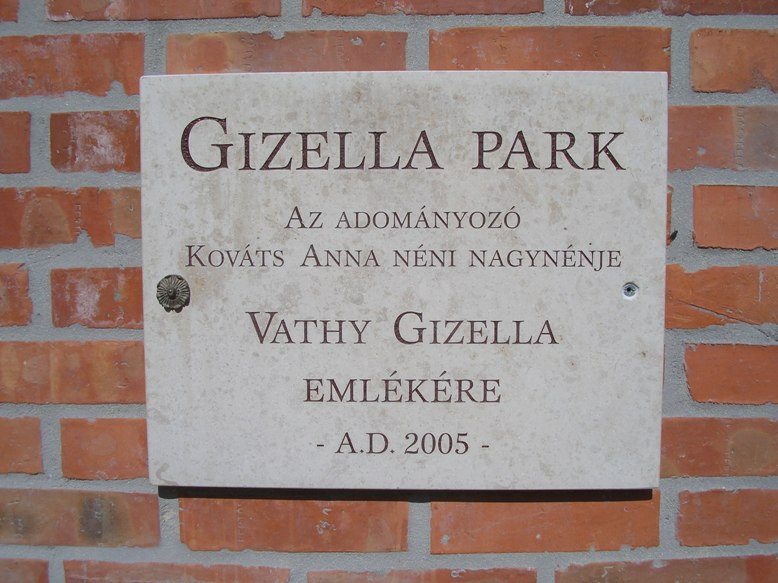 GIZELLA PARK
AZ ADOMÁNYOZÓ
KOVÁTS ANNA NÉNI NAGYNÉNJE
VATHY GIZELLA
EMLÉKÉRE
- A.D. 2005 -